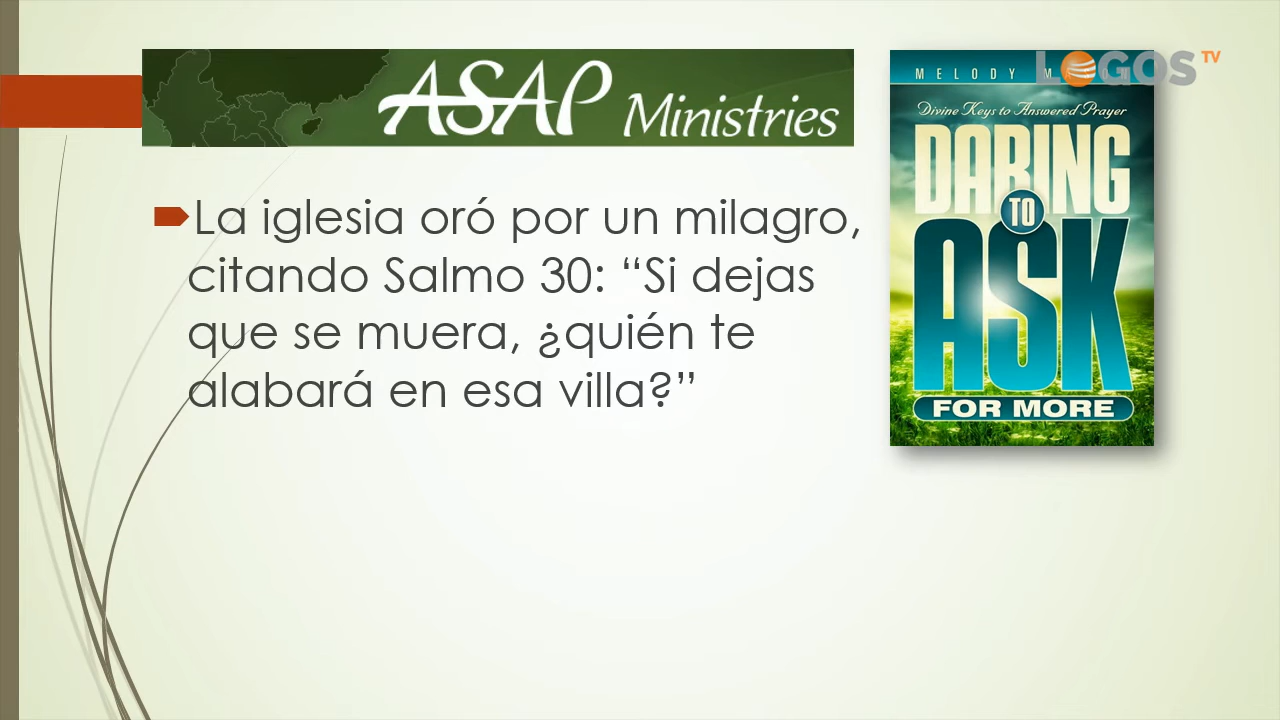 ASAP Ministries
La iglesia oró por un milagro,
citando Salmo 30: “Si dejas
que se muera, ¿quién te
alabará en esa villa?”
LOGOS TV
MELODY
Divine Keys to Answered Prayer
DARING
TO
ASK
FOR MORE